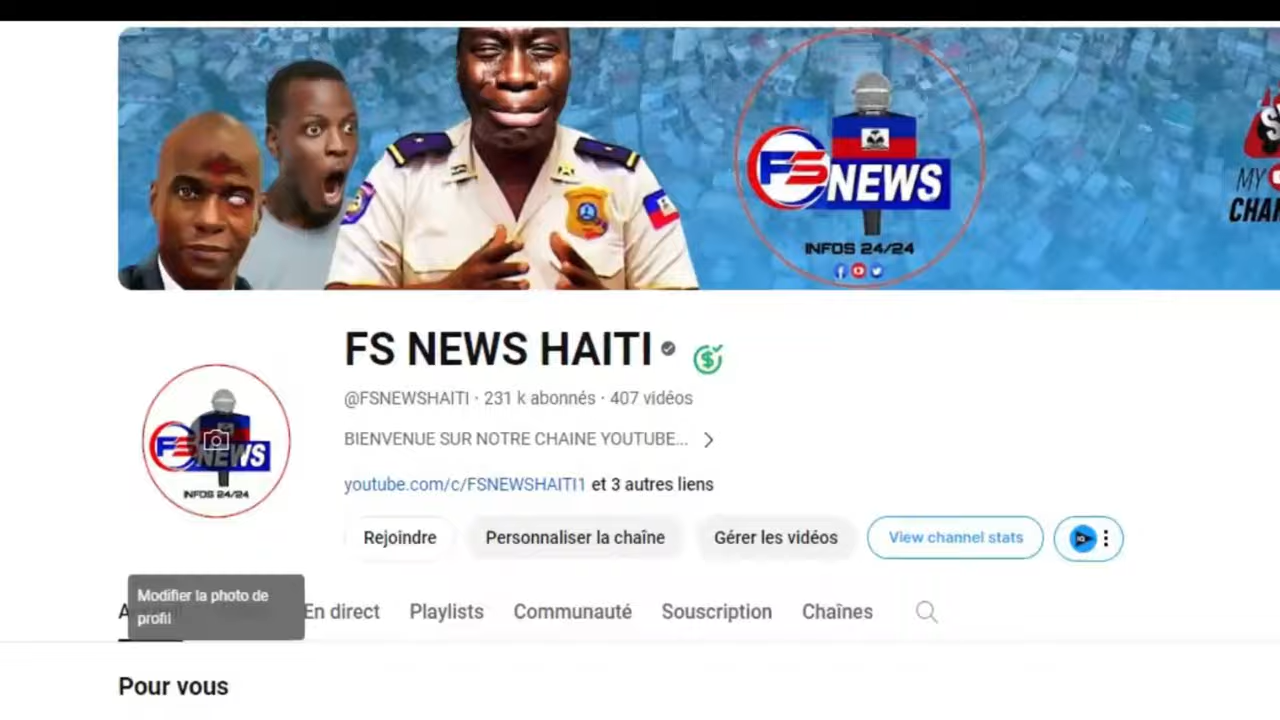 FS NEWS
INFOS 24/24
MY
FS NEWS HAITI
@FSNEWSHAITI · 231 k abonnés · 407 vidéos
BIENVENUE SUR NOTRE CHAINE YOUTUBE...
youtube.com/c/FSNEWSHAITI1 et 3 autres liens
FS NEWS
INFOS 24/24
Rejoindre
Personnaliser la chaîne
Gérer les vidéos
View channel stats
Modifier la photo de
profil
En direct
Playlists
Communauté
Souscription
Chaînes
Pour vous